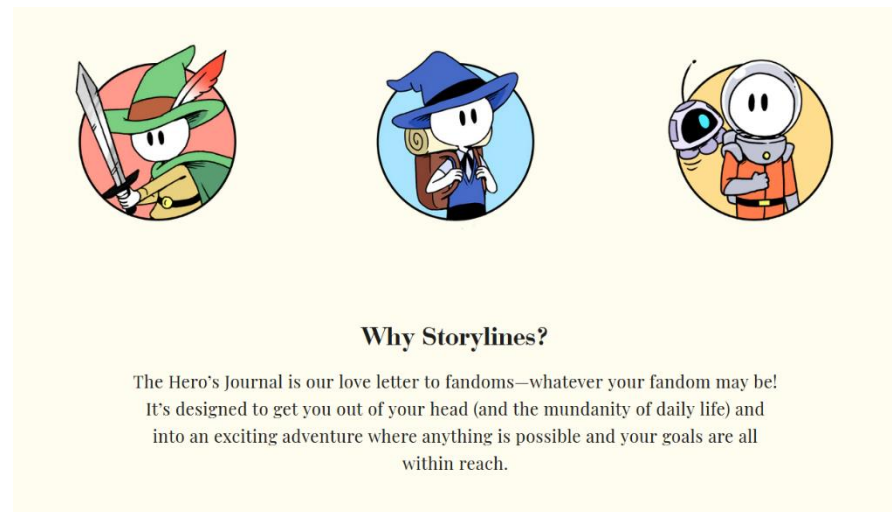 Why Storylines?
The Hero’s Journal is our love letter to fandoms—whatever your fandom may be!
It’s designed to get you out of your head (and the mundanity of daily life) and
into an exciting adventure where anything is possible and your goals are all
within reach.